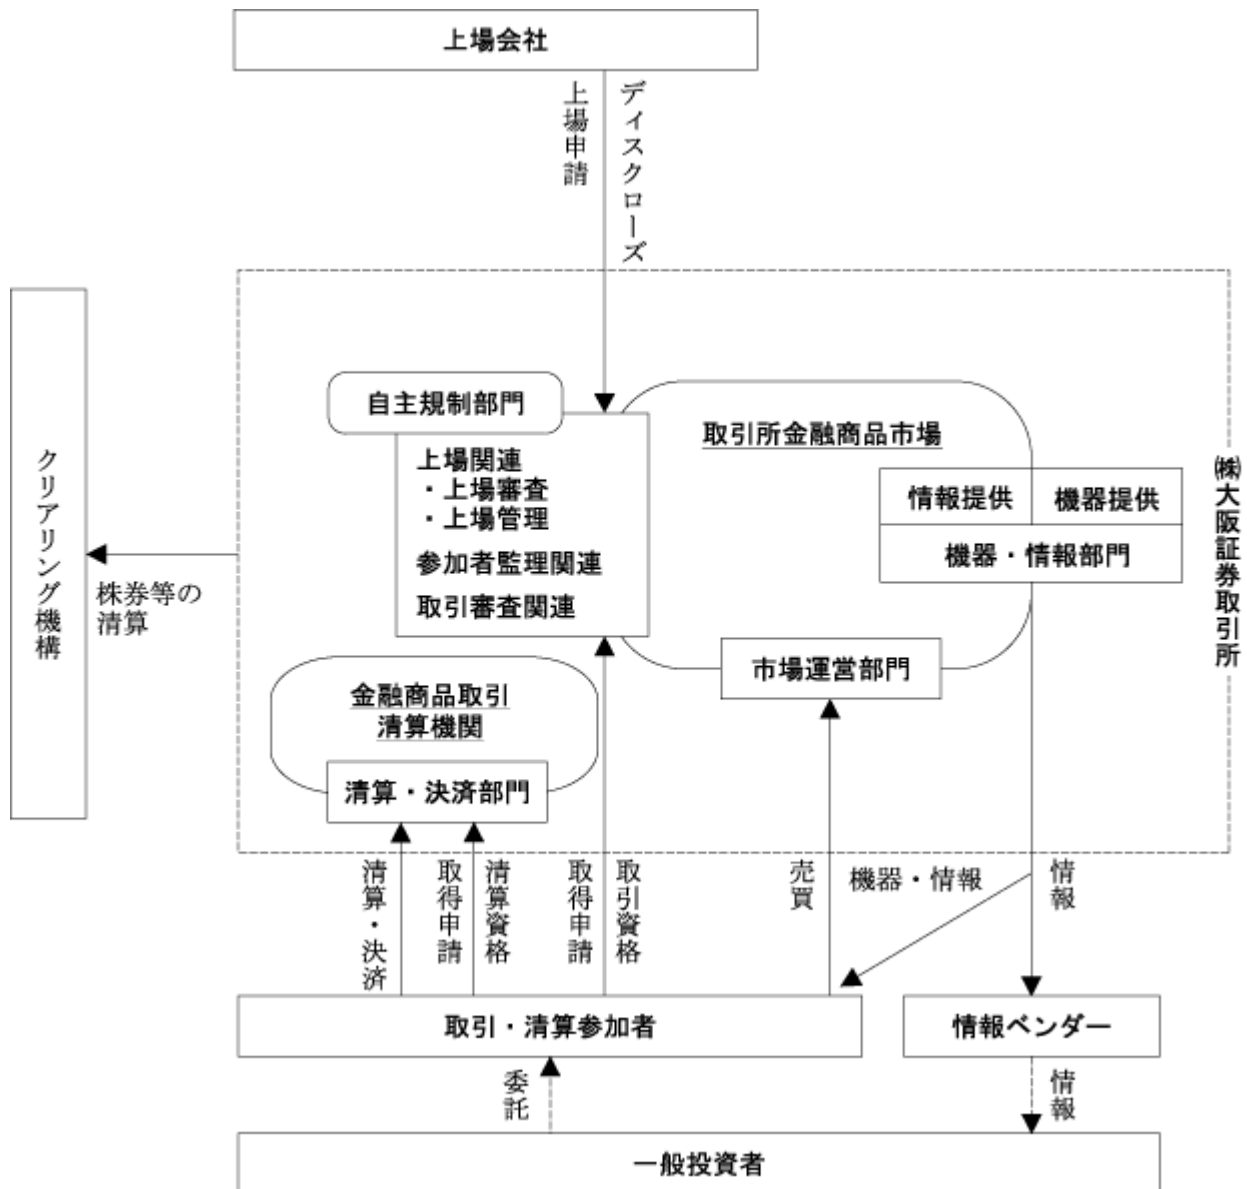 上場会社
上場申請
ディスクローズ
自主規制部門
上場関連
・上場審査
・上場管理
参加者監理関連
取引審査関連
取引所金融商品市場
情報提供
機器提供
機器・情報部門
市場運営部門
㈱大阪証券取引所
クリアリング機構
株券等の
清算
金融商品取引
清算機関
清算・決済部門
清算・決済
清算資格
取得申請
取引資格
取得申請
売買
機器・情報
情報
取引・清算参加者
情報ベンダー
委託
情報
一般投資者